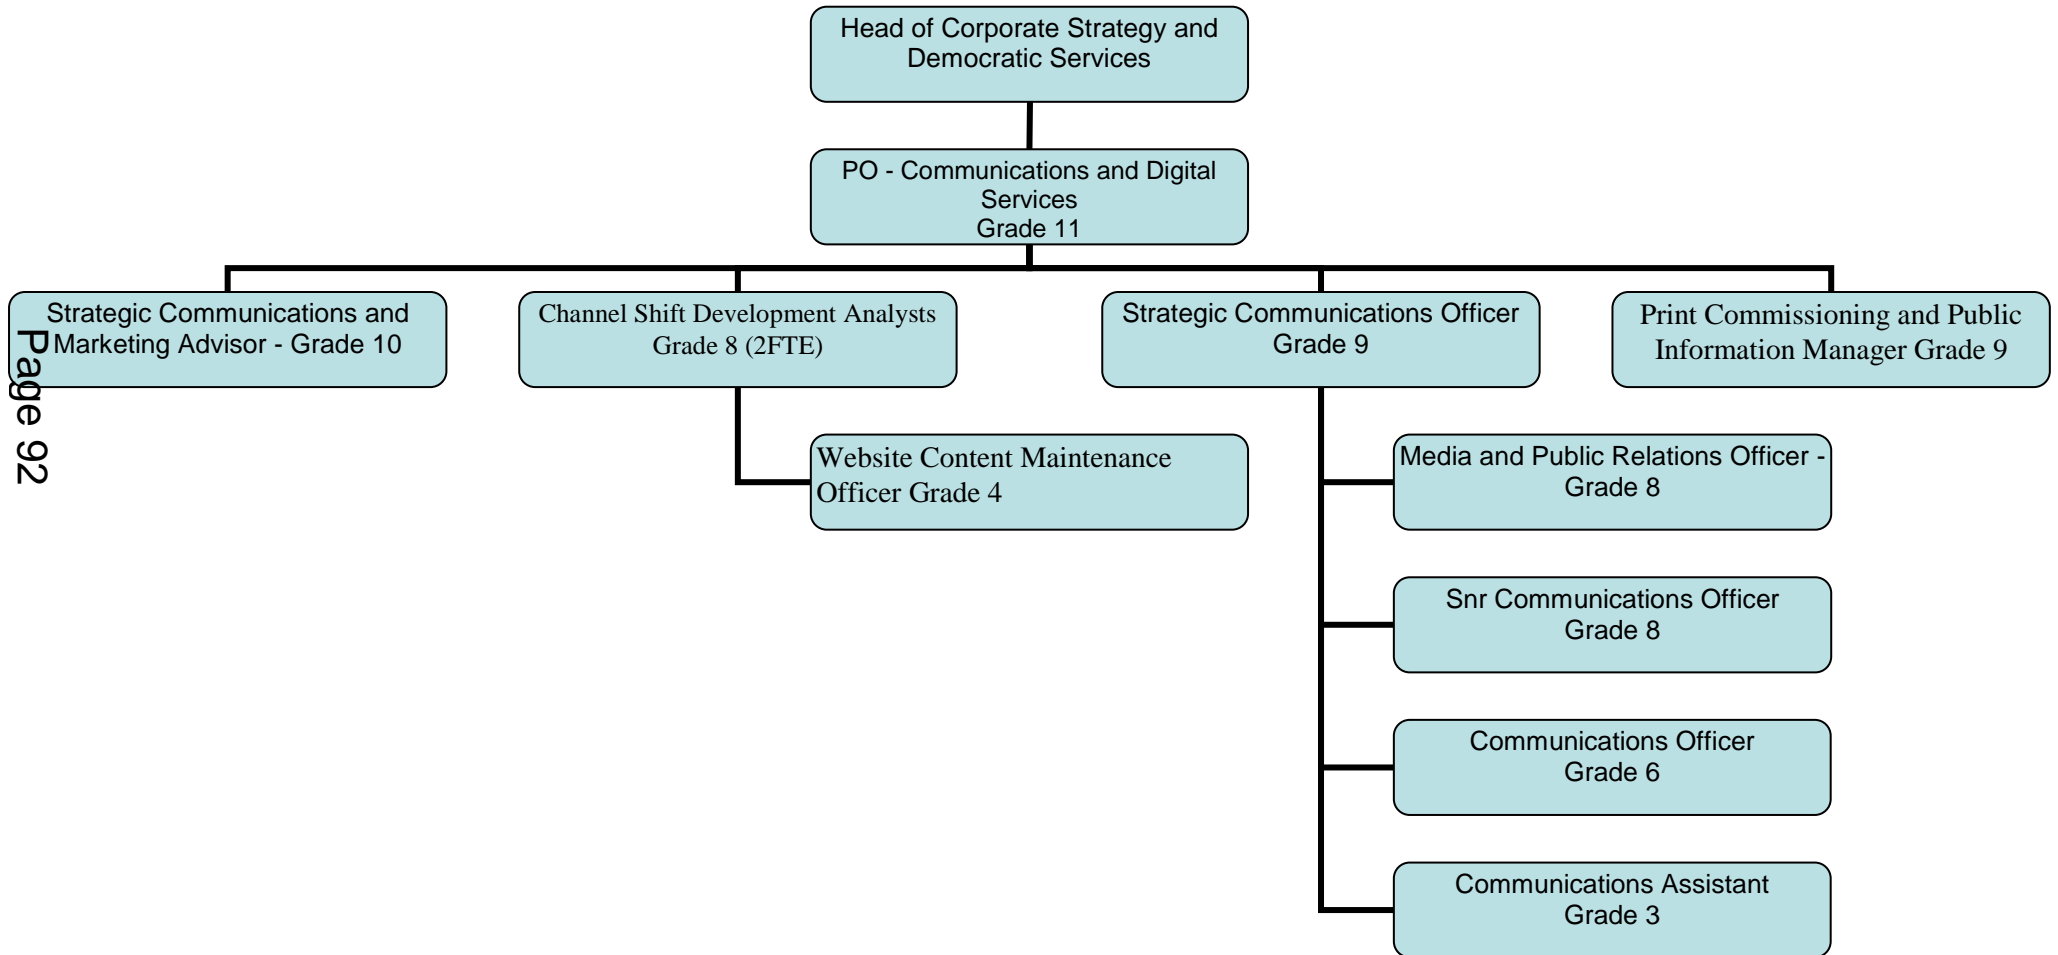 Head of Corporate Strategy and
Democratic Services
PO - Communications and Digital
Services
Grade 11
Strategic Communications and
Marketing Advisor - Grade 10
Channel Shift Development Analysts
Grade 8 (2FTE)
Strategic Communications Officer
Grade 9
Print Commissioning and Public
Information Manager Grade 9
Page 92
Website Content Maintenance
Officer Grade 4
Media and Public Relations Officer -
Grade 8
Snr Communications Officer
Grade 8
Communications Officer
Grade 6
Communications Assistant
Grade 3